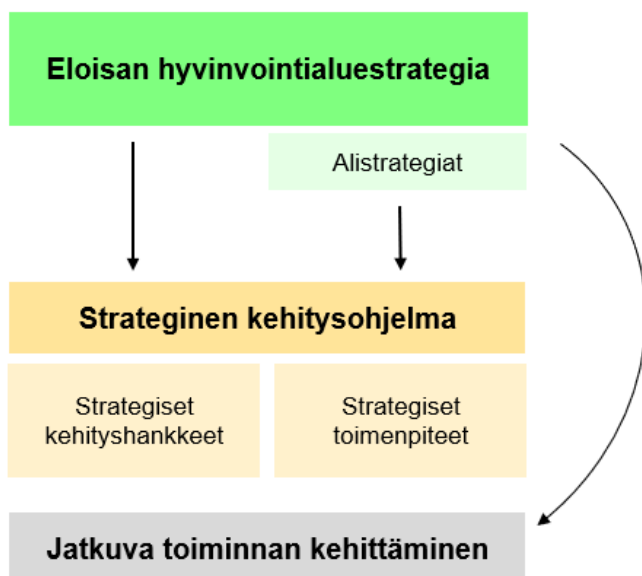 Eloisan hyvinvointialuestrategia
Alistrategiat
Strateginen kehitysohjelma
Strategiset
kehityshankkeet
Strategiset
toimenpiteet
Jatkuva toiminnan kehittäminen